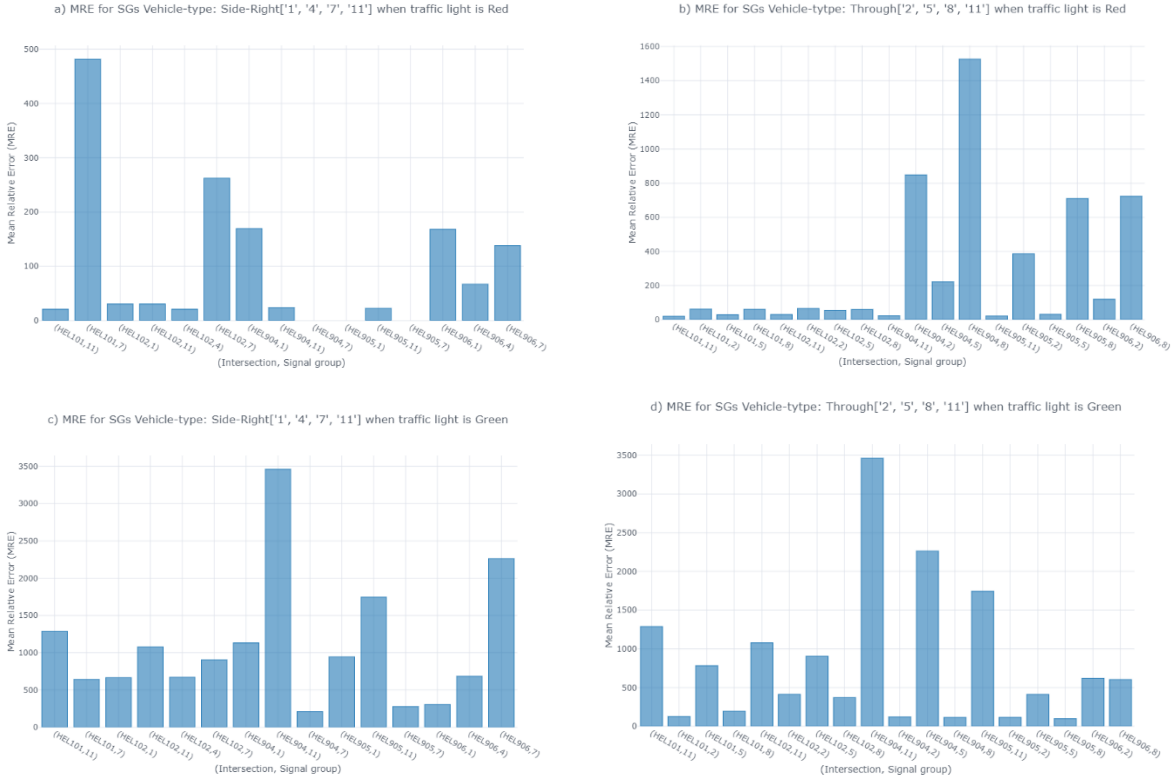 a) MRE for SGs Vehicle-type: Side-Right['1', '4', '7', '11'] when traffic light is Red
500
400
300
200
100
0
Mean Relative Error (MRE)
(HEL101,11)
(HEL101,7)
(HEL102,1)
(HEL102,11)
(HEL102,4)
(HEL102,7)
(HEL904,1)
(HEL904,11)
(HEL904,7)
(HEL905,1)
(HEL905,11)
(HEL905,7)
(HEL906,1)
(HEL906,4)
(HEL906,7)
(Intersection, Signal group)
b) MRE for SGs Vehicle-tytpe: Through['2', '5', '8', '11'] when traffic light is Red
1600
1400
1200
1000
800
600
400
200
0
Mean Relative Error (MRE)
(HEL101,11)
(HEL101,2)
(HEL101,5)
(HEL101,8)
(HEL102,11)
(HEL102,2)
(HEL102,5)
(HEL102,8)
(HEL904,11)
(HEL904,2)
(HEL904,5)
(HEL904,8)
(HEL905,11)
(HEL905,2)
(HEL905,5)
(HEL905,8)
(HEL906,2)
(HEL906,5)
(HEL906,8)
(Intersection, Signal group)
c) MRE for SGs Vehicle-type: Side-Right['1', '4', '7', '11'] when traffic light is Green
3500
3000
2500
2000
1500
1000
500
0
Mean Relative Error (MRE)
(HEL101,11)
(HEL101,7)
(HEL102,1)
(HEL102,11)
(HEL102,4)
(HEL102,7)
(HEL904,1)
(HEL904,11)
(HEL904,7)
(HEL905,1)
(HEL905,11)
(HEL905,7)
(HEL906,1)
(HEL906,4)
(HEL906,7)
(Intersection, Signal group)
d) MRE for SGs Vehicle-tytpe: Through['2', '5', '8', '11'] when traffic light is Green
3500
3000
2500
2000
1500
1000
500
0
Mean Relative Error (MRE)
(HEL101,11)
(HEL101,2)
(HEL101,5)
(HEL101,8)
(HEL102,11)
(HEL102,2)
(HEL102,5)
(HEL102,8)
(HEL904,11)
(HEL904,2)
(HEL904,5)
(HEL904,8)
(HEL905,11)
(HEL905,2)
(HEL905,5)
(HEL905,8)
(HEL906,2)
(HEL906,8)
(Intersection, Signal group)